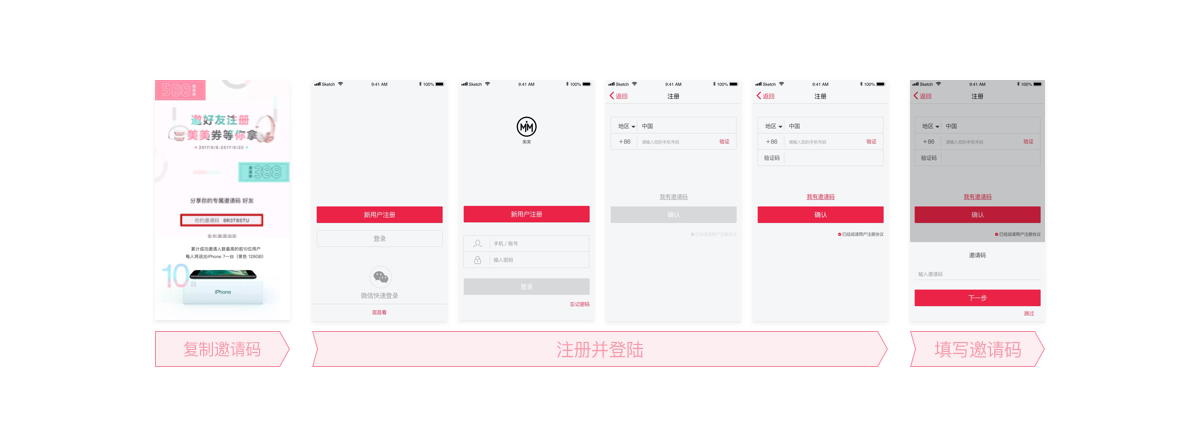 邀好友注册
美美券等你拿
2017/9/8-2017/9/22
388
分享你的专属邀请码 好友
你的邀请码 8R3T8STU
累计成功邀请人数最高的前10位用户
每人将送出iPhone 7一台（黑色 128GB）
10
iPhone
Sketch 9:41 AM 100%
新用户注册
登录
微信快速登录
逛逛看
Sketch 9:41 AM 100%
MM
美美
新用户注册
手机 / 账号
输入密码
登录
忘记密码
Sketch 9:41 AM 100%
返回 注册
地区 中国
+86 请输入您的手机号码 验证
我有邀请码
确认
已经阅读用户注册协议
Sketch 9:41 AM 100%
返回 注册
地区 中国
+86 请输入您的手机号码 验证
验证码
我有邀请码
确认
已经阅读用户注册协议
Sketch 9:41 AM 100%
返回 注册
地区 中国
+86 请输入您的手机号码 验证
验证码
我有邀请码
确认
已经阅读用户注册协议
邀请码
输入邀请码
下一步
跳过
复制邀请码
注册并登陆
填写邀请码